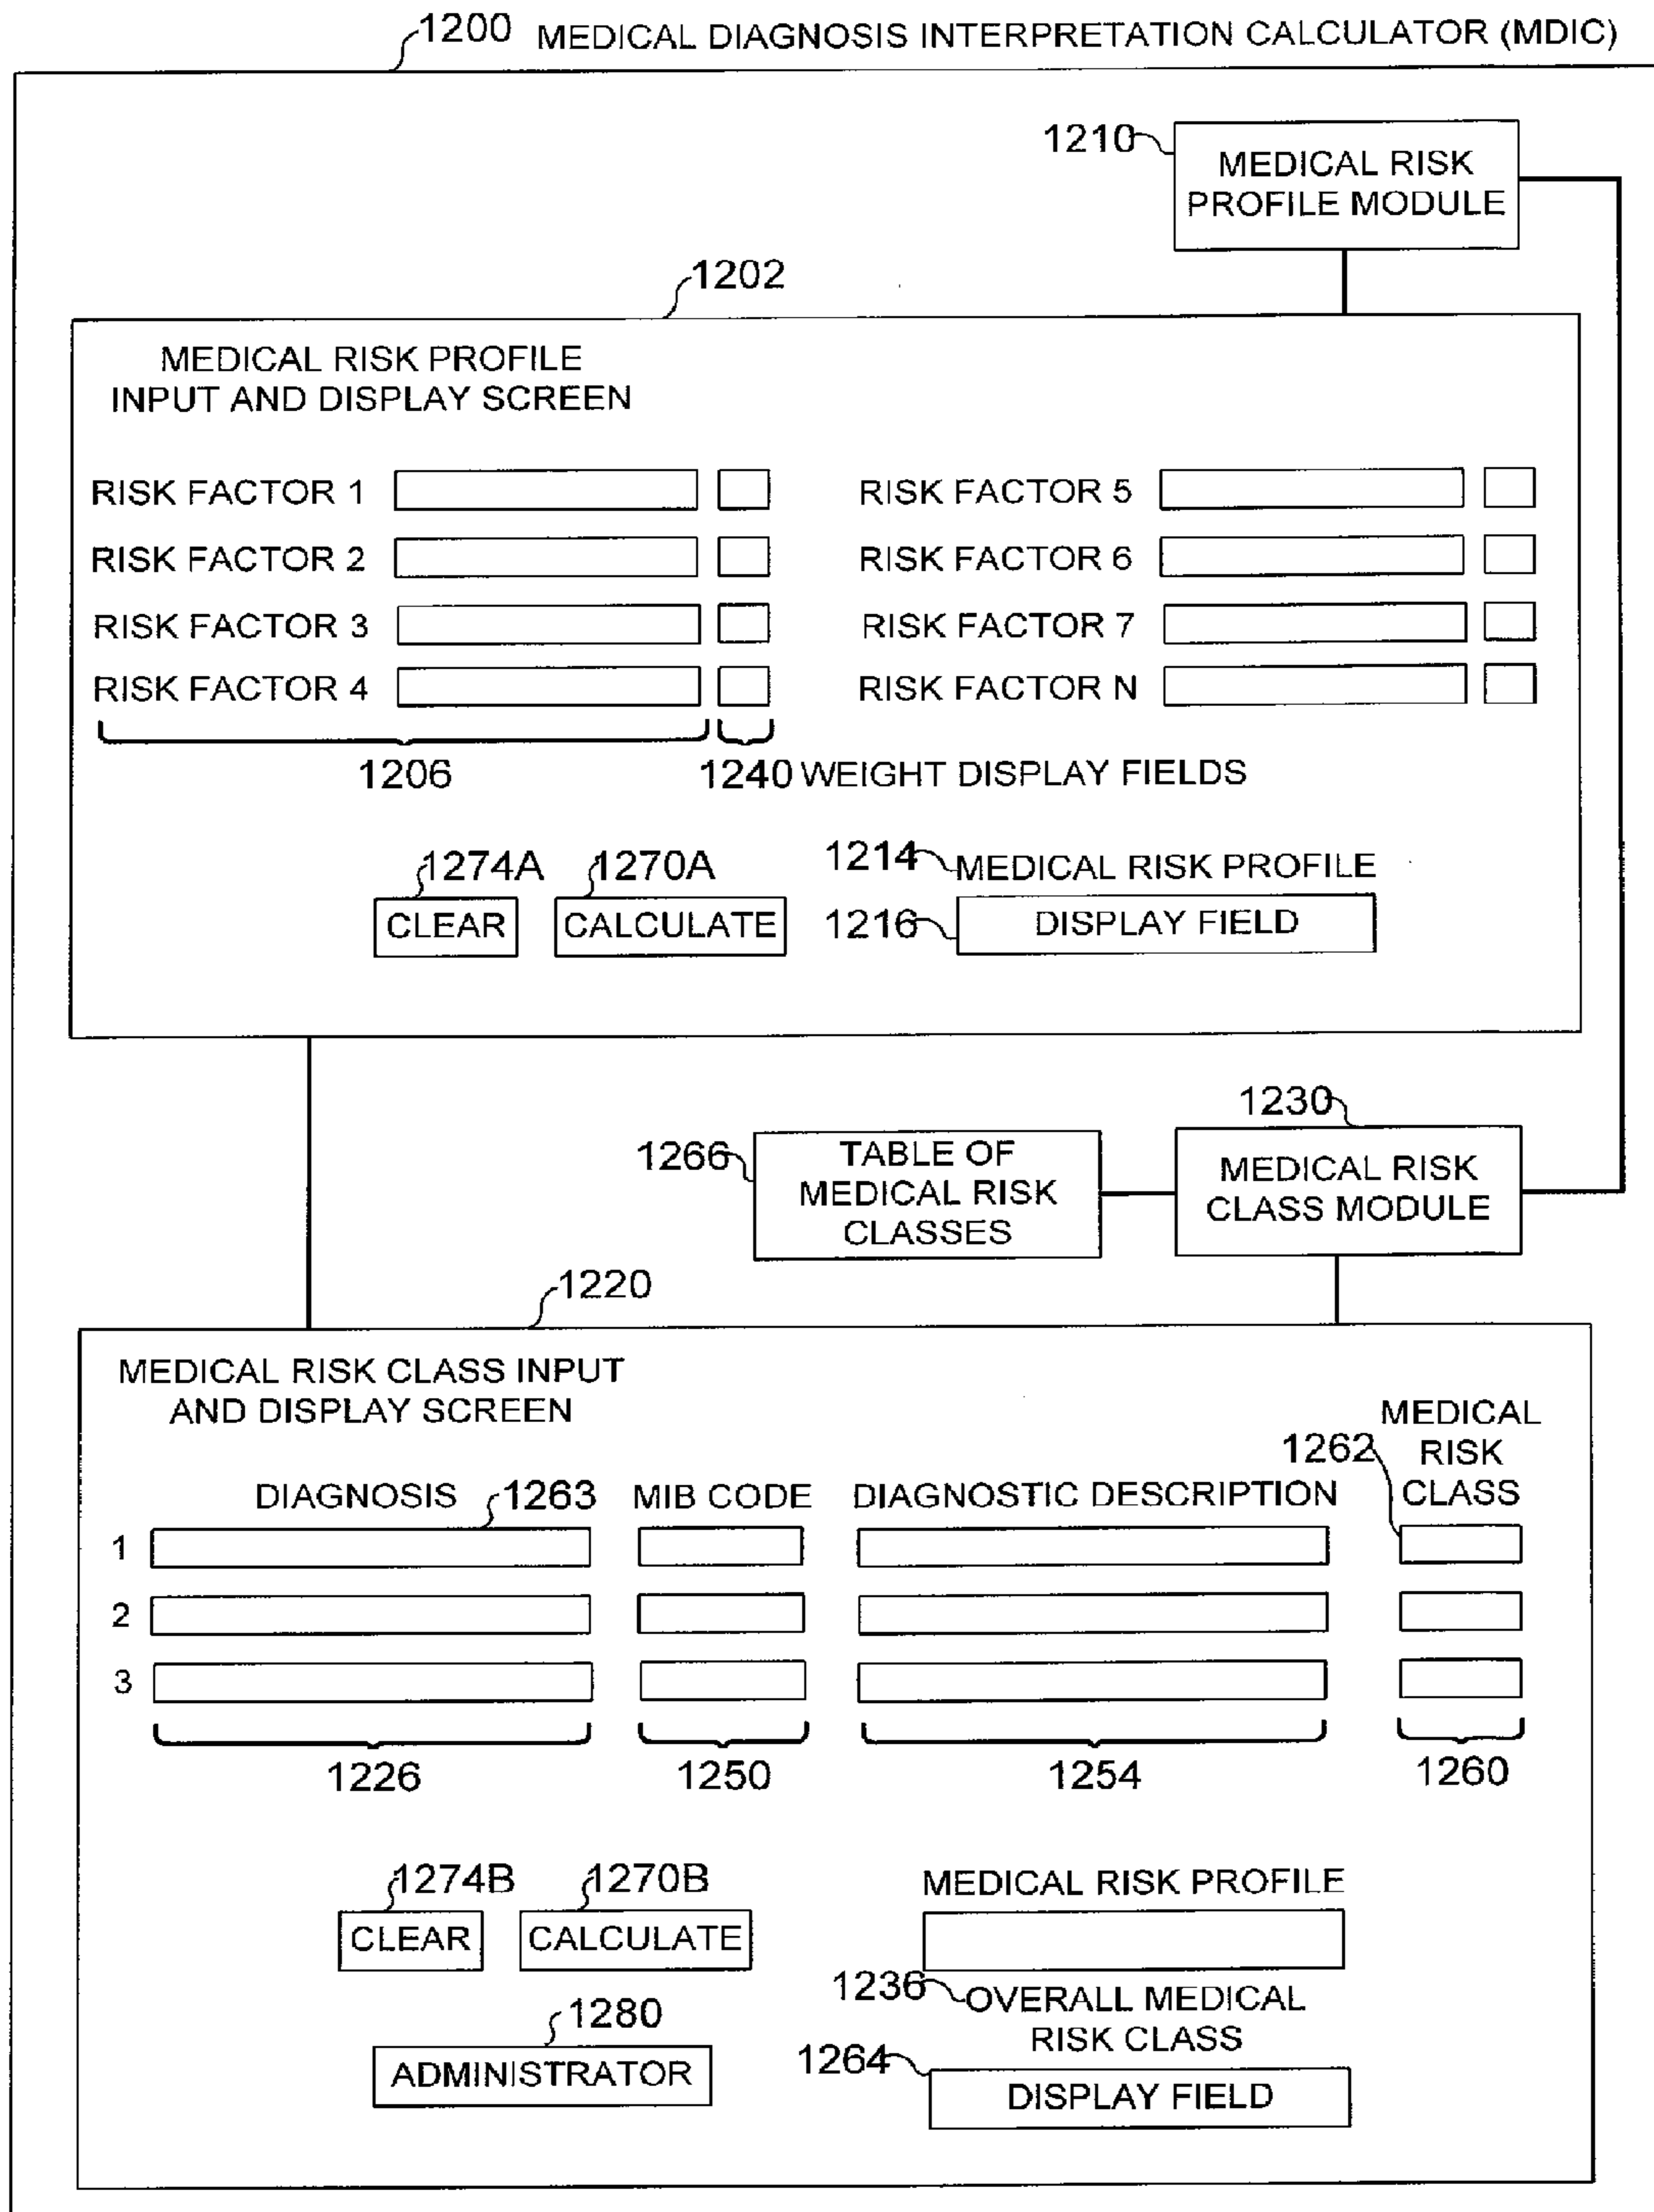 1200 MEDICAL DIAGNOSIS INTERPRETATION CALCULATOR (MDIC)
1210
MEDICAL RISK
PROFILE MODULE
1202
MEDICAL RISK PROFILE
INPUT AND DISPLAY SCREEN
RISK FACTOR 1
RISK FACTOR 5
RISK FACTOR 2
RISK FACTOR 6
RISK FACTOR 3
RISK FACTOR 7
RISK FACTOR 4
RISK FACTOR N
1206
1240 WEIGHT DISPLAY FIELDS
1274A
1270A
1214 MEDICAL RISK PROFILE
CLEAR
CALCULATE
1216
DISPLAY FIELD
1230
1266
TABLE OF
MEDICAL RISK
CLASSES
MEDICAL RISK
CLASS MODULE
1220
MEDICAL RISK CLASS INPUT
AND DISPLAY SCREEN
1262
MEDICAL
RISK
CLASS
DIAGNOSIS 1263
MIB CODE
DIAGNOSTIC DESCRIPTION
1
2
3
1226
1250
1254
1260
1274B
1270B
MEDICAL RISK PROFILE
CLEAR
CALCULATE
1236
OVERALL MEDICAL
RISK CLASS
1280
ADMINISTRATOR
1264
DISPLAY FIELD